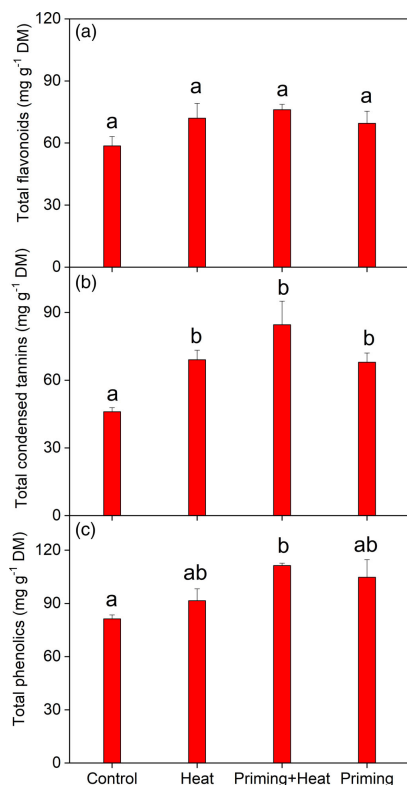 (a)
120
90
60
30
0
Total flavonoids (mg g⁻¹ DM)
a a a a
(b)
90
60
30
0
Total condensed tannins (mg g⁻¹ DM)
a b b b
(c)
120
90
60
30
0
Total phenolics (mg g⁻¹ DM)
a ab b ab
Control Heat Priming+Heat Priming